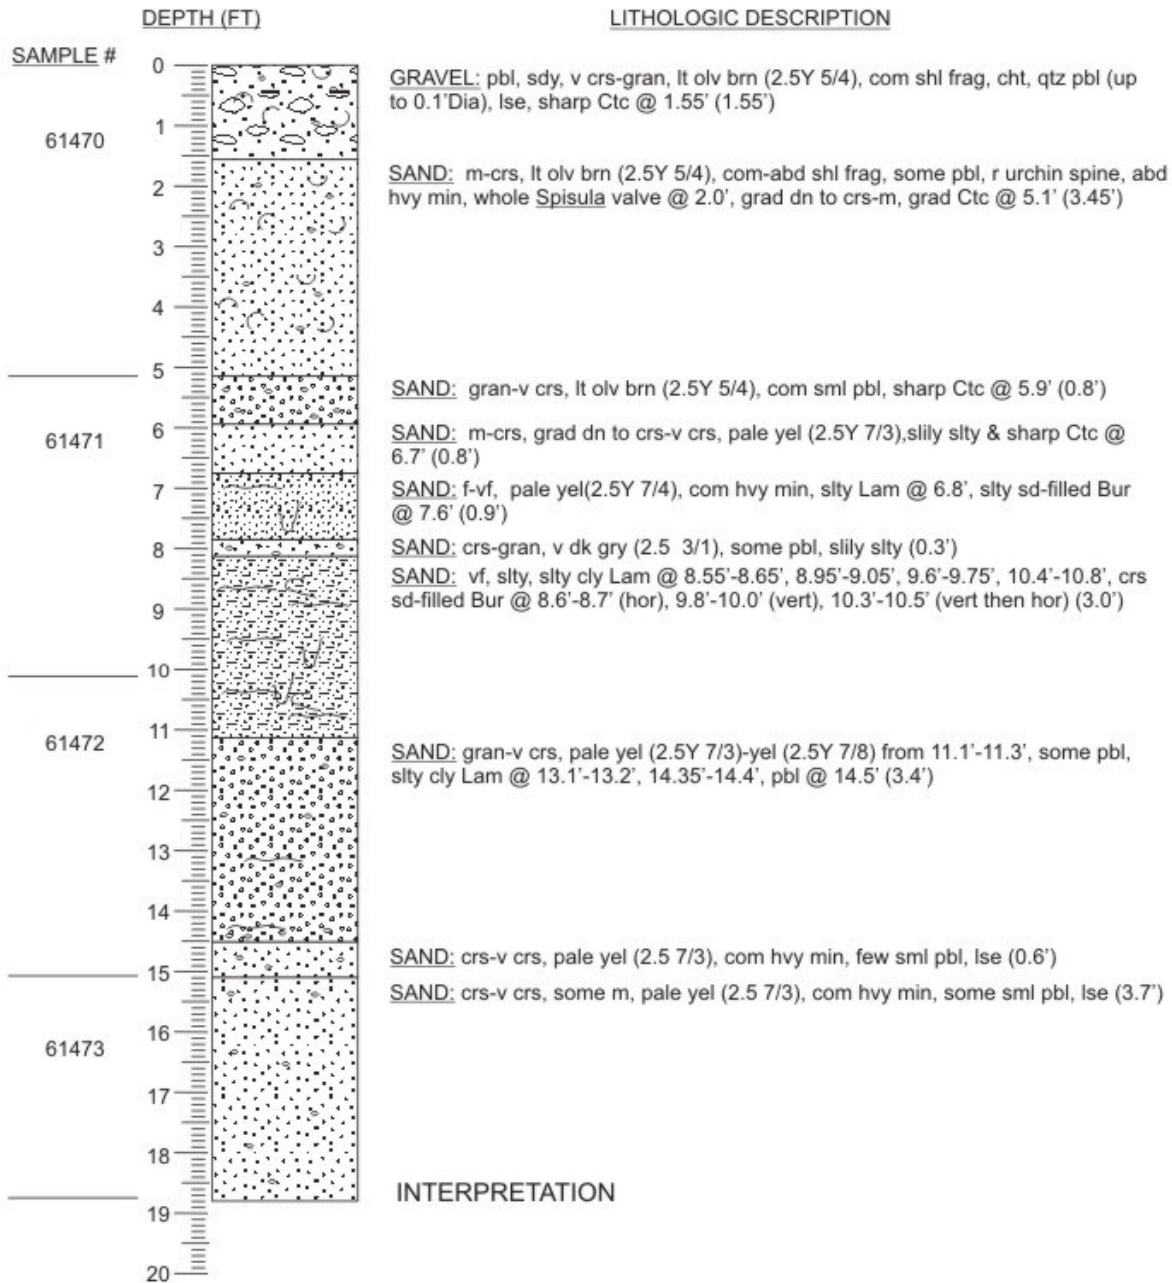 DEPTH (FT)
LITHOLOGIC DESCRIPTION
SAMPLE #
0
GRAVEL: pbl, sdy, v crs-gran, lt olv brn (2.5Y 5/4), com shl frag, cht, qtz pbl (up
to 0.1'Dia), lse, sharp Ctc @ 1.55' (1.55')
1
61470
SAND: m-crs, lt olv brn (2.5Y 5/4), com-abd shl frag, some pbl, r urchin spine, abd
hvy min, whole Spisula valve @ 2.0', grad dn to crs-m, grad Ctc @ 5.1' (3.45')
2
3
4
5
SAND: gran-v crs, lt olv brn (2.5Y 5/4), com sml pbl, sharp Ctc @ 5.9' (0.8')
6
61471
SAND: m-crs, grad dn to crs-v crs, pale yel (2.5Y 7/3),slily slty & sharp Ctc @
6.7' (0.8')
7
SAND: f-vf, pale yel(2.5Y 7/4), com hvy min, slty Lam @ 6.8', slty sd-filled Bur
@ 7.6' (0.9')
8
SAND: crs-gran, v dk gry (2.5 3/1), some pbl, slily slty (0.3')
SAND: vf, slty, slty cly Lam @ 8.55'-8.65', 8.95'-9.05', 9.6'-9.75', 10.4'-10.8', crs
sd-filled Bur @ 8.6'-8.7' (hor), 9.8'-10.0' (vert), 10.3'-10.5' (vert then hor) (3.0')
9
10
11
61472
SAND: gran-v crs, pale yel (2.5Y 7/3)-yel (2.5Y 7/8) from 11.1'-11.3', some pbl,
slty cly Lam @ 13.1'-13.2', 14.35'-14.4', pbl @ 14.5' (3.4')
12
13
14
SAND: crs-v crs, pale yel (2.5 7/3), com hvy min, few sml pbl, lse (0.6')
15
SAND: crs-v crs, some m, pale yel (2.5 7/3), com hvy min, some sml pbl, lse (3.7')
16
61473
17
18
INTERPRETATION
19
20